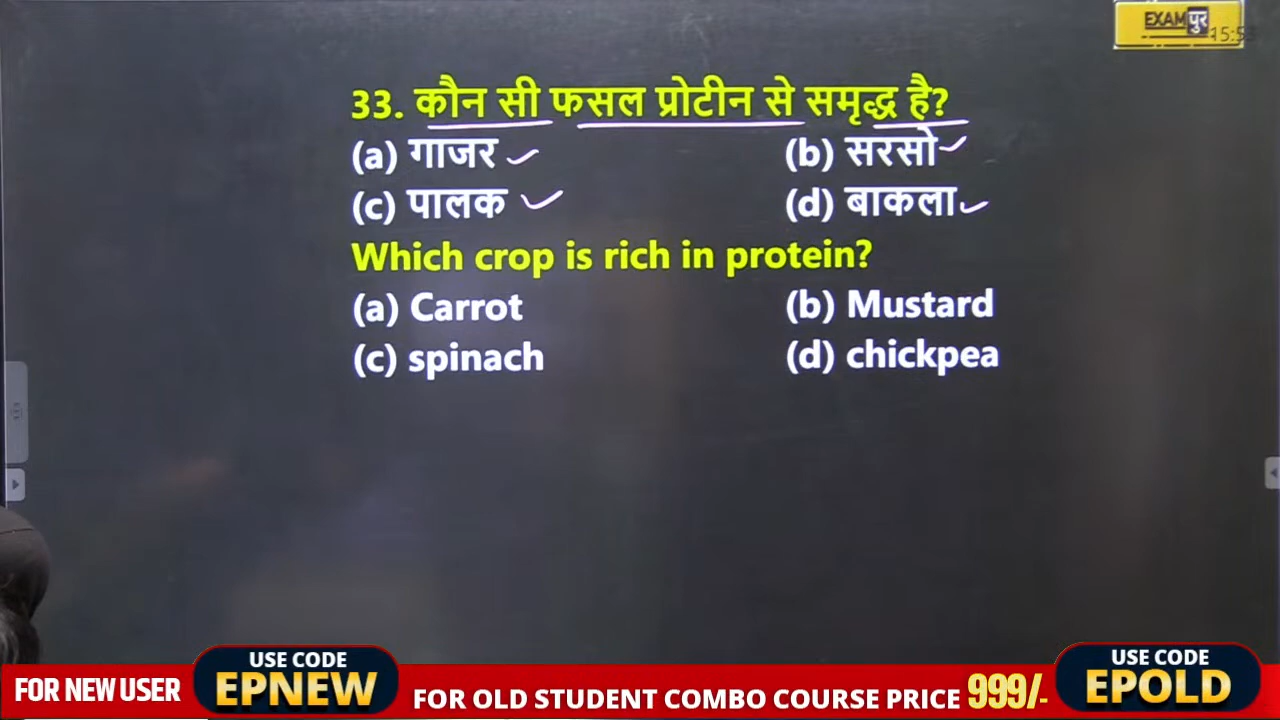 EXAMपुर
33. कौन सी फसल प्रोटीन से समृद्ध है?
(a) गाजर (b) सरसो
(c) पालक (d) बाकला
Which crop is rich in protein?
(a) Carrot (b) Mustard
(c) spinach (d) chickpea
FOR NEW USER
USE CODE
EPNEW
FOR OLD STUDENT COMBO COURSE PRICE 999/-
USE CODE
EPOLD